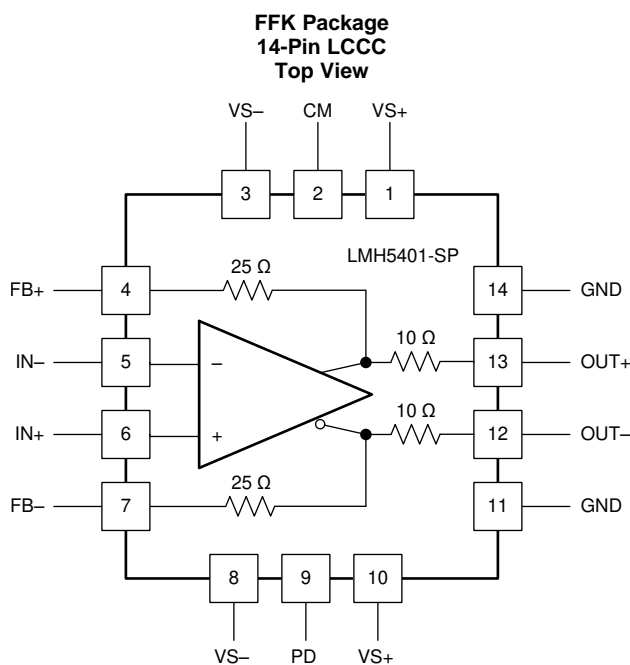 FFK Package
14-Pin LCCC
Top View
VS– CM VS+
3 2 1
LMH5401-SP
25 Ω
FB+ 4 14 GND
10 Ω
IN– 5 – 13 OUT+
10 Ω
IN+ 6 + 12 OUT–
25 Ω
FB– 7 11 GND
8 9 10
VS– PD VS+